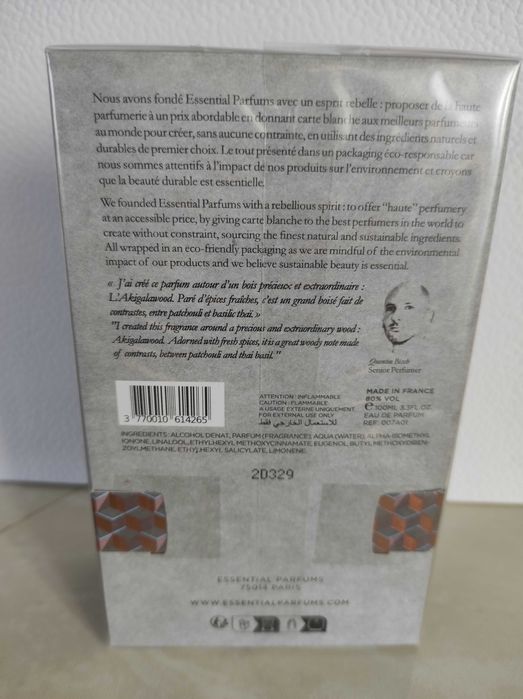 Nous avons fondé Essential Parfums avec un esprit rebelle : proposer de la haute
parfumerie à un prix abordable en donnant carte blanche aux meilleurs parfumeurs
au monde pour créer, sans aucune contrainte, en utilisant des ingrédients naturels et
durables de premier choix. Le tout présenté dans un packaging éco-responsable car
nous sommes attentifs à l'impact de nos produits sur l'environnement et croyons
que la beauté durable est essentielle.
We founded Essential Parfums with a rebellious spirit : to offer "haute" perfumery
at an accessible price, by giving carte blanche to the best perfumers in the world to
create without constraint, sourcing the finest natural and sustainable ingredients.
All wrapped in an eco-friendly packaging as we are mindful of the environmental
impact of our products and we believe sustainable beauty is essential.
« J'ai créé ce parfum autour d'un bois précieux et extraordinaire :
L'Akigalawood. Paré d'épices fraîches, c'est un grand boisé fait de
contrastes, entre patchouli et basilic thaï. »
"I created this fragrance around a precious and extraordinary wood :
Akigalawood. Adorned with fresh spices, it is a great woody note made
of contrasts, between patchouli and thai basil."
Quentin Bisch
Senior Perfumer
3 770010 614265
ATTENTION : INFLAMMABLE
CAUTION : FLAMMABLE
A USAGE EXTERNE UNIQUEMENT
FOR EXTERNAL USE ONLY
للاستعمال الخارجي فقط
MADE IN FRANCE
80% VOL
e 100ML 3.3FL OZ.
EAU DE PARFUM
REF: 007A01
INGREDIENTS: ALCOHOL DENAT., PARFUM (FRAGRANCE), AQUA (WATER), ALPHA-ISOMETHYL
IONONE, LINALOOL, ETHYLHEXYL METHOXYCINNAMATE, EUGENOL, BUTYL METHOXYDIBEN-
ZOYLMETHANE, ETHYLHEXYL SALICYLATE, LIMONENE.
2D329
ESSENTIAL PARFUMS
75014 PARIS
WWW.ESSENTIALPARFUMS.COM